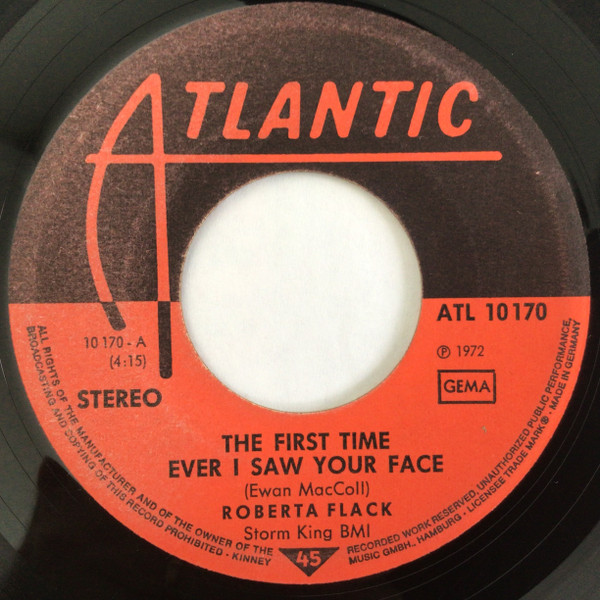 ATLANTIC
ATL 10170
10170-A
(4:15)
℗ 1972
STEREO
GEMA
THE FIRST TIME
EVER I SAW YOUR FACE
(Ewan MacColl)
ROBERTA FLACK
Storm King BMI
45
ALL RIGHTS OF THE MANUFACTURER AND OF THE OWNER OF THE
RECORDED WORK RESERVED. UNAUTHORIZED PUBLIC PERFORMANCE,
BROADCASTING AND COPYING OF THIS RECORD PROHIBITED - KINNEY
MUSIC GMBH., HAMBURG - LICENSEE TRADE MARK® - MADE IN GERMANY